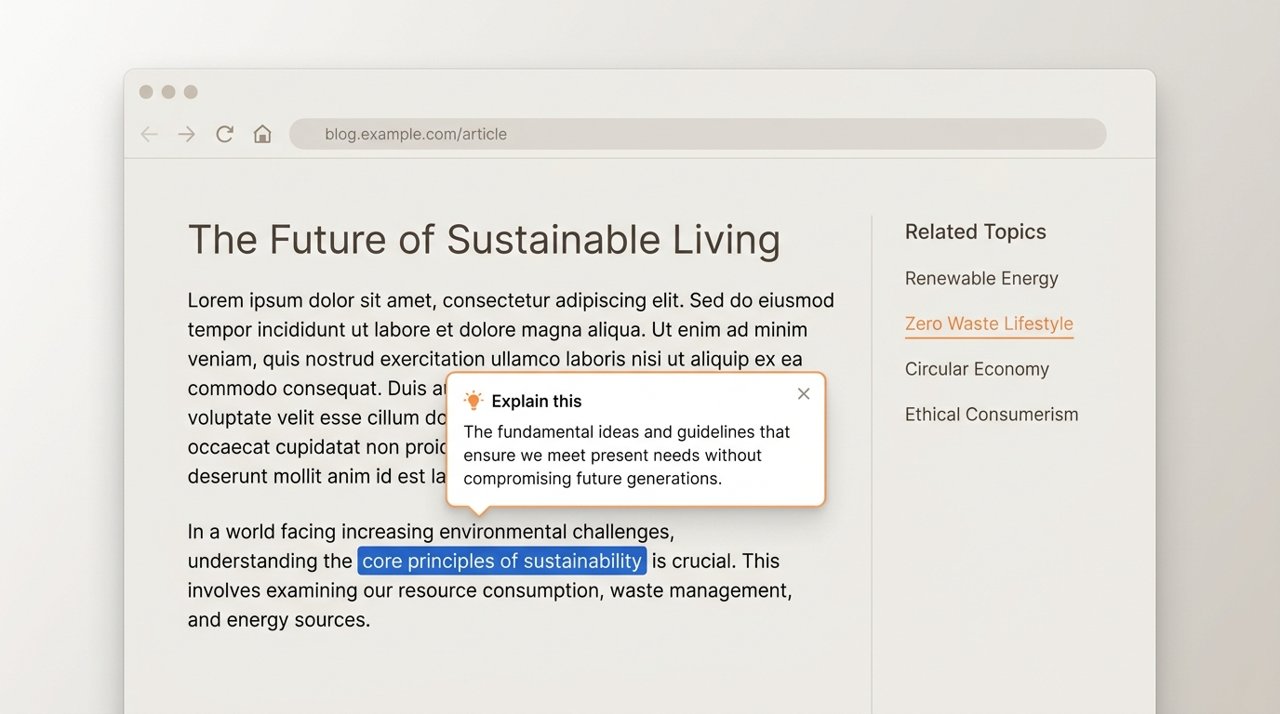 blog.example.com/article
The Future of Sustainable Living
Lorem ipsum dolor sit amet, consectetur adipiscing elit. Sed do eiusmod
tempor incididunt ut labore et dolore magna aliqua. Ut enim ad minim
veniam, quis nostrud exercitation ullamco laboris nisi ut aliquip ex ea
commodo consequat. Duis
voluptate velit esse cillum
occaecat cupidatat non
deserunt mollit anim id est
Explain this
The fundamental ideas and guidelines that
ensure we meet present needs without
compromising future generations.
In a world facing increasing environmental challenges,
understanding the core principles of sustainability is crucial. This
involves examining our resource consumption, waste management,
and energy sources.
Related Topics
Renewable Energy
Zero Waste Lifestyle
Circular Economy
Ethical Consumerism